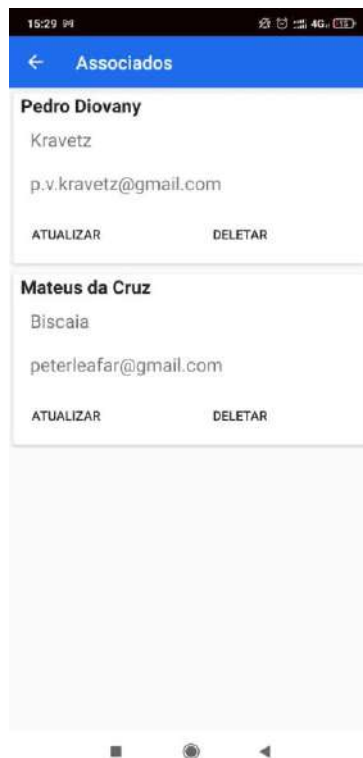 15:29
4G
Associados
Pedro Diovany
Kravetz
p.v.kravetz@gmail.com
ATUALIZAR DELETAR
Mateus da Cruz
Biscaia
peterleafar@gmail.com
ATUALIZAR DELETAR